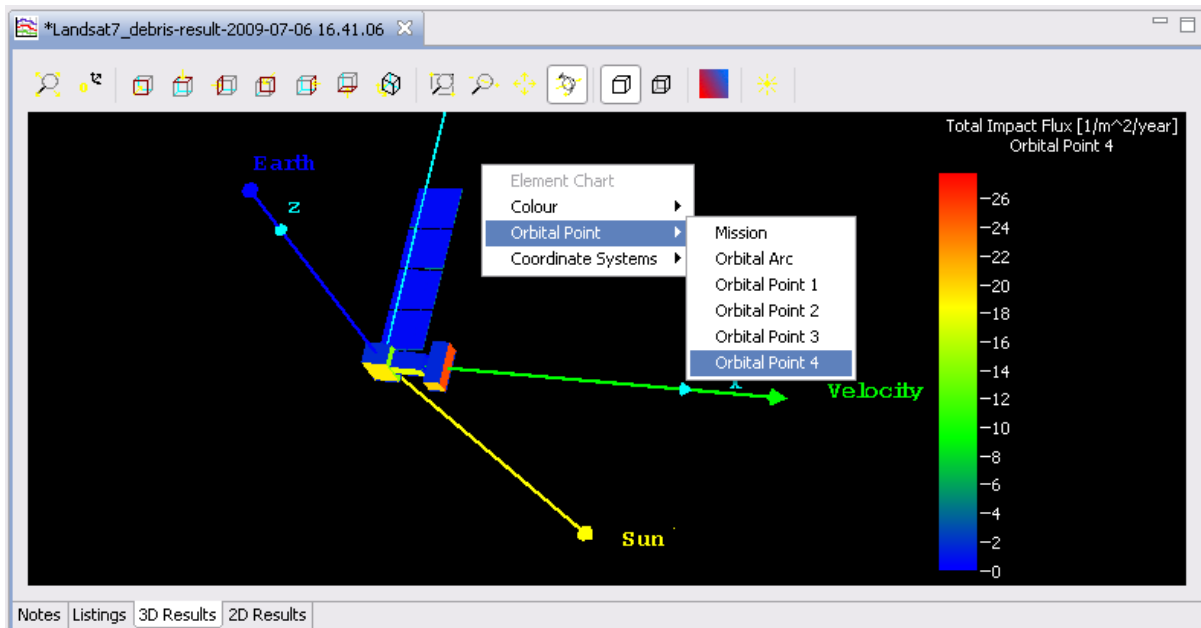 *Landsat7_debris-result-2009-07-06 16.41.06
Total Impact Flux [1/m^2/year]
Orbital Point 4
Earth
z
Element Chart
Colour
Orbital Point
Coordinate Systems
Mission
Orbital Arc
Orbital Point 1
Orbital Point 2
Orbital Point 3
Orbital Point 4
X
Velocity
Sun
26
24
22
20
18
16
14
12
10
8
6
4
2
0
Notes Listings 3D Results 2D Results